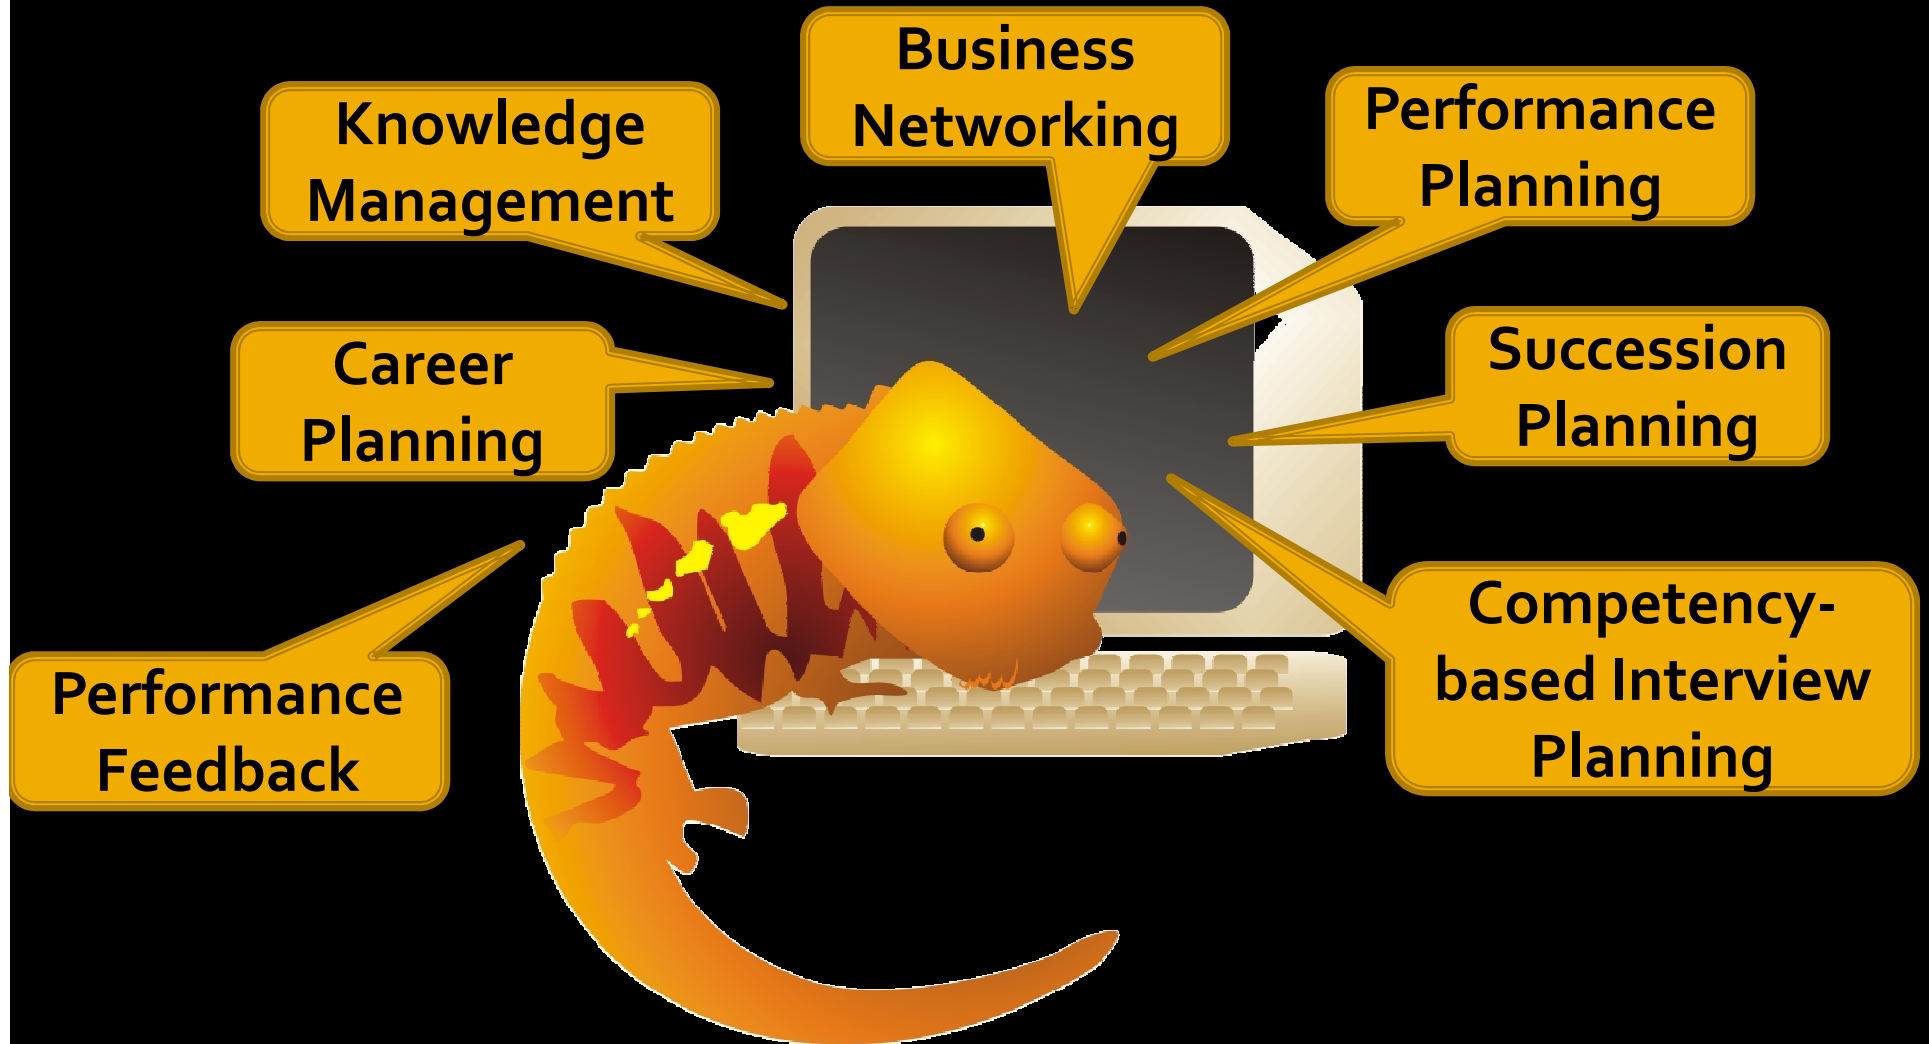 Business
Networking
Knowledge
Management
Performance
Planning
Career
Planning
Succession
Planning
Performance
Feedback
Competency-
based Interview
Planning